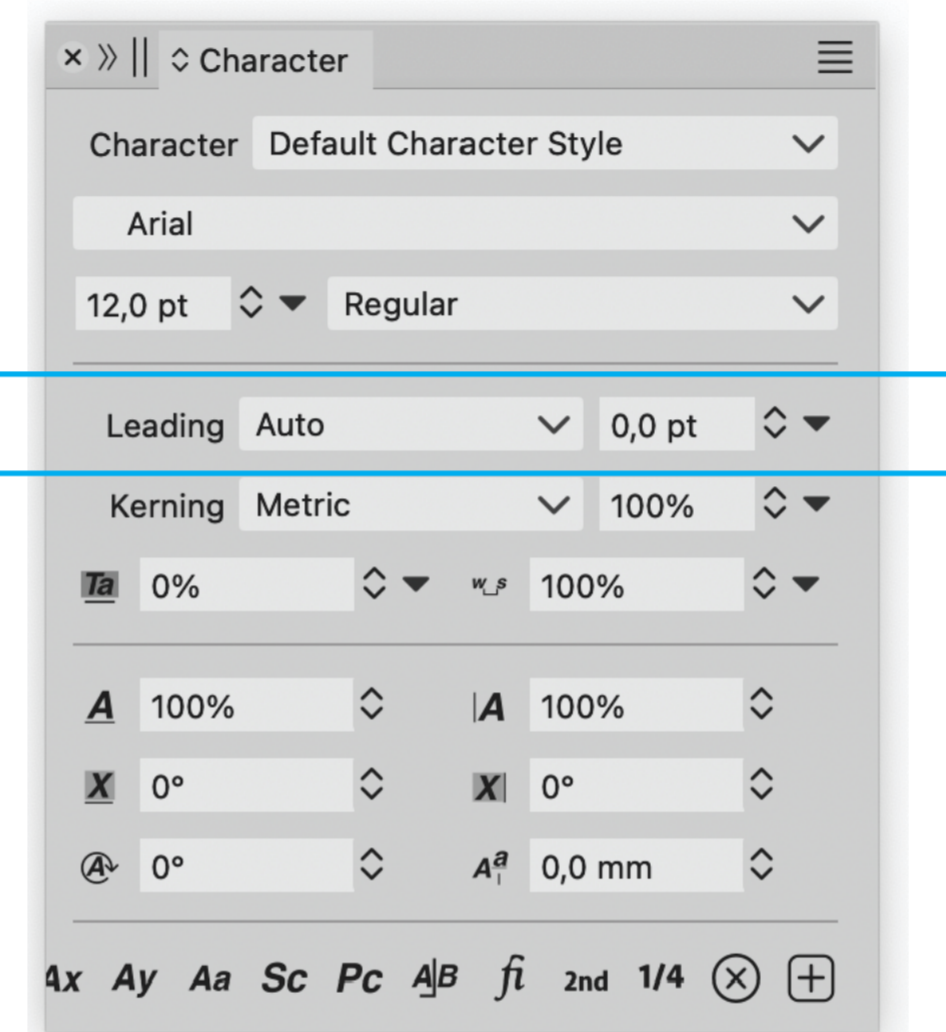 Character
Character Default Character Style
Arial
12,0 pt Regular
Leading Auto 0,0 pt
Kerning Metric 100%
Ta 0% w_s 100%
A 100% A 100%
X 0° X 0°
A 0° Aa 0,0 mm
Ax Ay Aa Sc Pc A|B fi 2nd 1/4